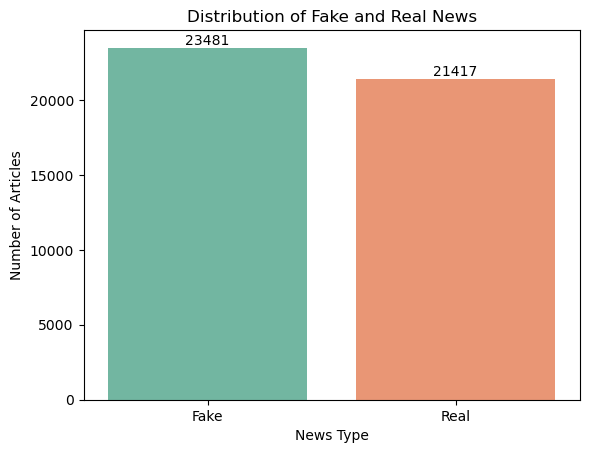 Distribution of Fake and Real News
23481
21417
20000
15000
10000
5000
0
Number of Articles
Fake
Real
News Type